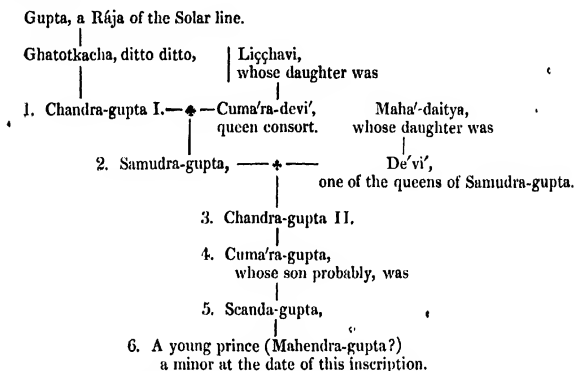 Gupta, a Rája of the Solar line.
Ghatotkacha, ditto ditto, Liççhavi,
whose daughter was
1. Chandra-gupta I.— —Cuma'ra-devi', Maha'-daitya,
queen consort. whose daughter was
2. Samudra-gupta, —— —— De'vi',
one of the queens of Samudra-gupta.
3. Chandra-gupta II.
4. Cuma'ra-gupta,
whose son probably, was
5. Scanda-gupta,
6. A young prince (Mahendra-gupta?)
a minor at the date of this inscription.